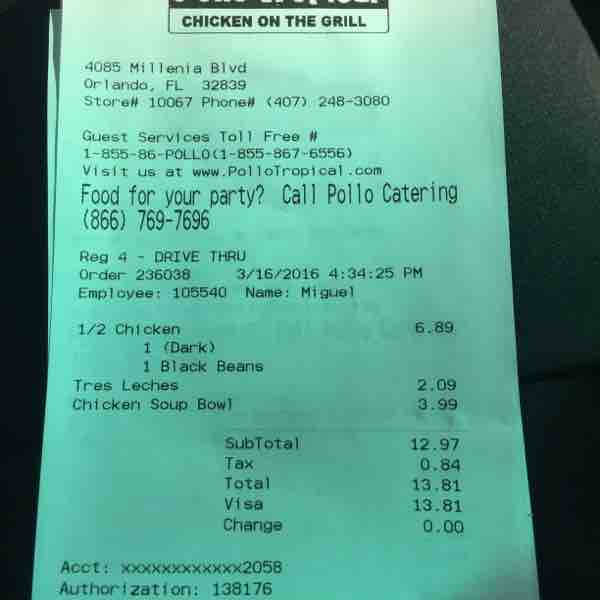 CHICKEN ON THE GRILL
4085 Millenia Blvd
Orlando, FL 32839
Store# 10067 Phone# (407) 248-3080
Guest Services Toll Free #
1-855-86-POLLO(1-855-867-6556)
Visit us at www.PolloTropical.com
Food for your party? Call Pollo Catering
(866) 769-7696
Reg 4 - DRIVE THRU
Order 236038 3/16/2016 4:34:25 PM
Employee: 105540 Name: Miguel
1/2 Chicken 6.89
1 (Dark)
1 Black Beans
Tres Leches 2.09
Chicken Soup Bowl 3.99
SubTotal 12.97
Tax 0.84
Total 13.81
Visa 13.81
Change 0.00
Acct: xxxxxxxxxxxx2058
Authorization: 138176